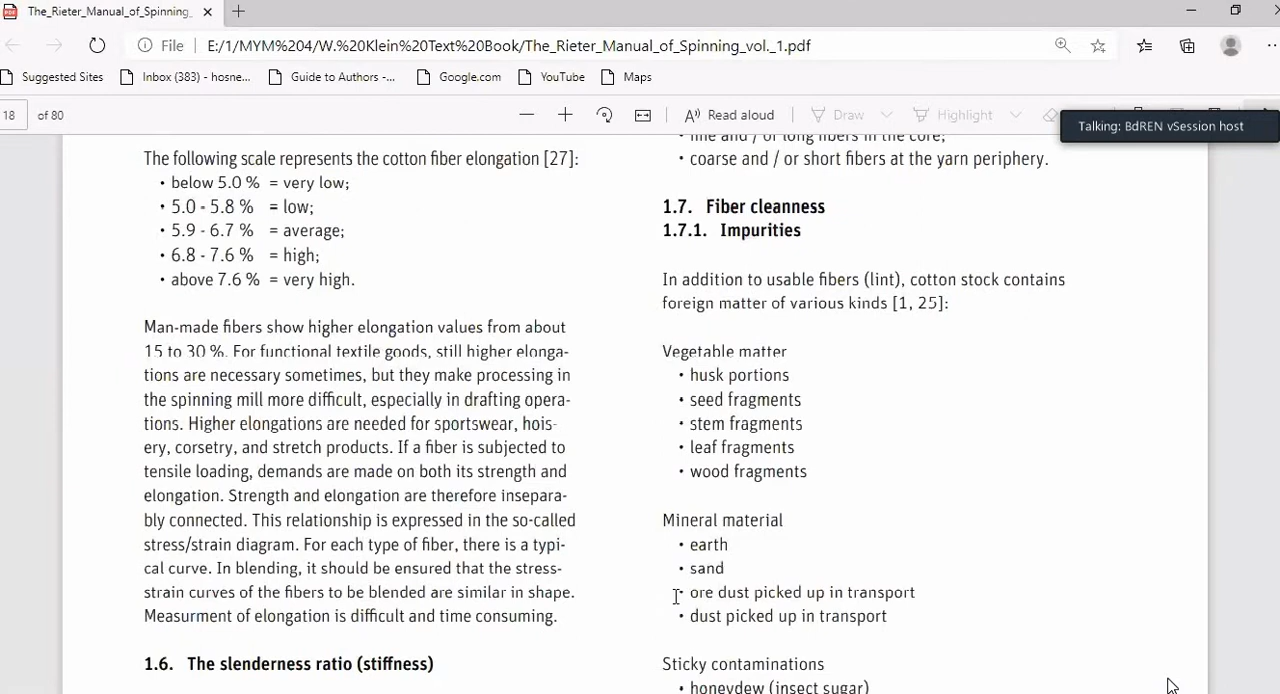 The_Rieter_Manual_of_Spinning_
File E:/1/MYM%204/W.%20Klein%20Text%20Book/The_Rieter_Manual_of_Spinning_vol._1.pdf
Suggested Sites Inbox (383) - hosne... Guide to Authors -... Google.com YouTube Maps
18 of 80 Read aloud Draw Highlight
Talking: BdREN vSession host
The following scale represents the cotton fiber elongation [27]:
• below 5.0 % = very low;
• 5.0 - 5.8 % = low;
• 5.9 - 6.7 % = average;
• 6.8 - 7.6 % = high;
• above 7.6 % = very high.
Man-made fibers show higher elongation values from about
15 to 30 %. For functional textile goods, still higher elonga-
tions are necessary sometimes, but they make processing in
the spinning mill more difficult, especially in drafting opera-
tions. Higher elongations are needed for sportswear, hois-
ery, corsetry, and stretch products. If a fiber is subjected to
tensile loading, demands are made on both its strength and
elongation. Strength and elongation are therefore insepara-
bly connected. This relationship is expressed in the so-called
stress/strain diagram. For each type of fiber, there is a typi-
cal curve. In blending, it should be ensured that the stress-
strain curves of the fibers to be blended are similar in shape.
Measurment of elongation is difficult and time consuming.
1.6. The slenderness ratio (stiffness)
• fine and / or long fibers in the core;
• coarse and / or short fibers at the yarn periphery.
1.7. Fiber cleanness
1.7.1. Impurities
In addition to usable fibers (lint), cotton stock contains
foreign matter of various kinds [1, 25]:
Vegetable matter
• husk portions
• seed fragments
• stem fragments
• leaf fragments
• wood fragments
Mineral material
• earth
• sand
• ore dust picked up in transport
• dust picked up in transport
Sticky contaminations
• honeydew (insect sugar)